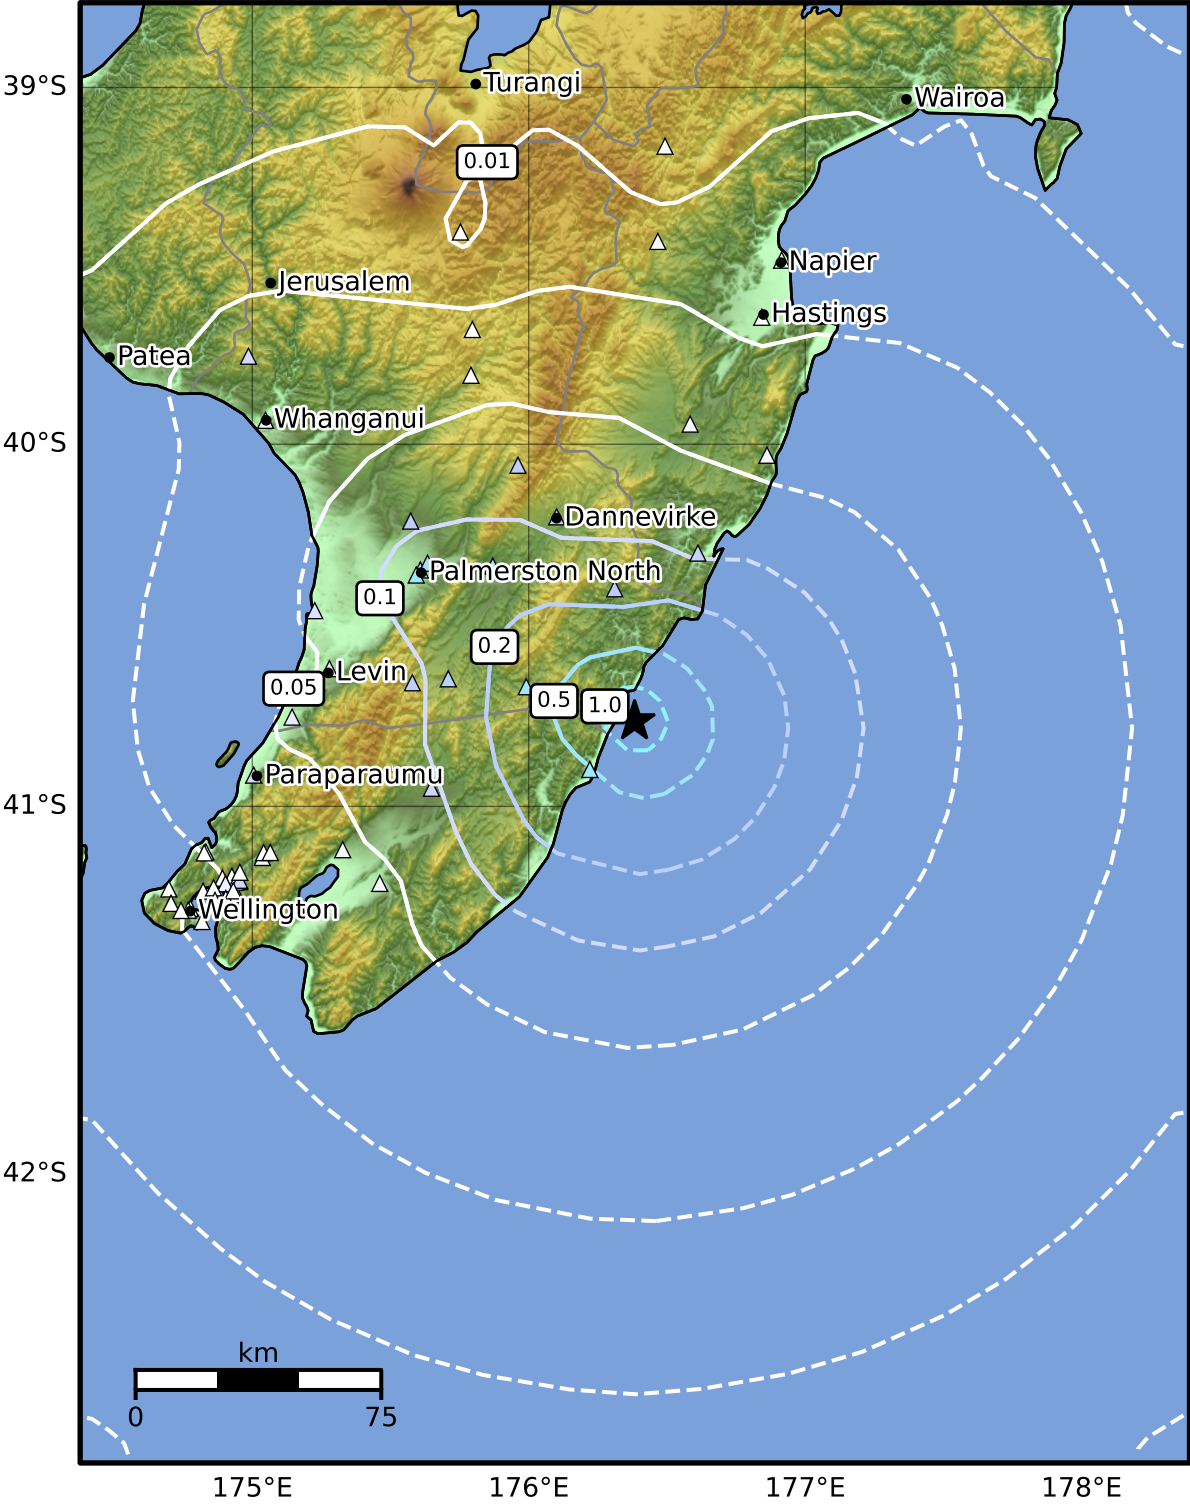 39°S
Turangi
Wairoa
0.01
Napier
Jerusalem
Hastings
Patea
Whanganui
40°S
Dannevirke
Palmerston North
0.1
0.2
Levin
0.05
0.5
1.0
Paraparaumu
41°S
Wellington
42°S
km
0 75
175°E 176°E 177°E 178°E